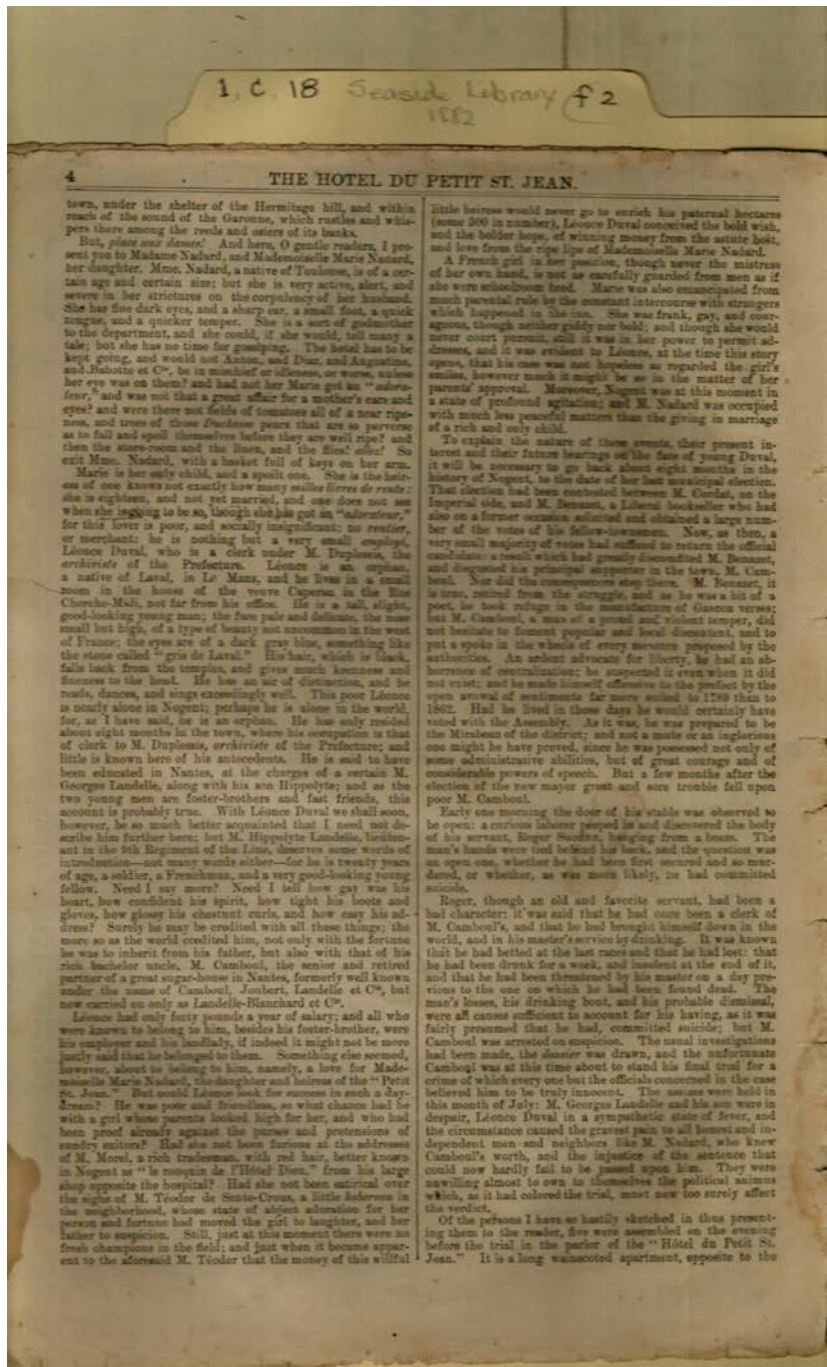 1, C, 18 Seaside Library f 2
1882
4
THE HOTEL DU PETIT ST. JEAN.
town, under the shelter of the Hermitage hill, and within
reach of the sound of the Garonne, which rustles and whis-
pers there among the reeds and osiers of its banks.
But, place aux dames! And here, O gentle readers, I pre-
sent you to Madame Nadard, and Mademoiselle Marie Nadard,
her daughter. Mme. Nadard, a native of Toulouse, is of a cer-
tain age and certain size; but she is very active, alert, and
severe in her strictures on the corpulency of her husband.
She has fine dark eyes, and a sharp ear, a small foot, a quick
tongue, and a quicker temper. She is a sort of godmother
to the department, and she could, if she would, tell many a
tale; but she has no time for gossiping. The hotel has to be
kept going, and would not Anton, and Diaz, and Augustine,
and Babotte et Cie, be in mischief or idleness, or worse, unless
her eye was on them? and had not her Marie got an "adora-
teur," and was not that a great affair for a mother's ears and
eyes? and were there not fields of tomatoes all of a near ripe-
ness, and trees of those Duchesse pears that are so perverse
as to fall and spoil themselves before they are well ripe? and
then the store-room and the linen, and the flies! allez! So
exit Mme. Nadard, with a basket full of keys on her arm.
Marie is her only child, and a spoilt one. She is the heir-
ess of one knows not exactly how many milles livres de rente:
she is eighteen, and not yet married, and one does not see
when she is going to be so, though she has got an "adorateur,"
for this lover is poor, and socially insignificant: no rentier,
or merchant: he is nothing but a very small employé,
Léonce Duval, who is a clerk under M. Duplessis, the
archiviste of the Prefecture. Léonce is an orphan,
a native of Laval, in Le Mans, and he lives in a small
room in the house of the veuve Caperan in the Rue
Cherche-Midi, not far from his office. He is a tall, slight,
good-looking young man; the face pale and delicate, the nose
small but high, of a type of beauty not uncommon in the west
of France; the eyes are of a dark gray blue, something like
the stone called "gris de Laval." His hair, which is black,
falls back from the temples, and gives much keenness and
fineness to the head. He has an air of distinction, and he
reads, dances, and sings exceedingly well. This poor Léonce
is nearly alone in Nogent; perhaps he is alone in the world,
for, as I have said, he is an orphan. He has only resided
about eight months in the town, where his occupation is that
of clerk to M. Duplessis, archiviste of the Prefecture; and
little is known here of his antecedents. He is said to have
been educated in Nantes, at the charges of a certain M.
Georges Landelle, along with his son Hippolyte; and as the
two young men are foster-brothers and fast friends, this
account is probably true. With Léonce Duval we shall soon,
however, be so much better acquainted that I need not de-
scribe him further here; but M. Hippolyte Landelle, lieuten-
ant in the 9th Regiment of the Line, deserves some words of
introduction—not many words either—for he is twenty years
of age, a soldier, a Frenchman, and a very good-looking young
fellow. Need I say more? Need I tell how gay was his
heart, how confident his spirit, how tight his boots and
gloves, how glossy his chestnut curls, and how easy his ad-
dress? Surely he may be credited with all these things; the
more so as the world credited him, not only with the fortune
he was to inherit from his father, but also with that of his
rich bachelor uncle, M. Camboul, the senior and retired
partner of a great sugar-house in Nantes, formerly well known
under the name of Camboul, Jonbert, Landelle et Cie, but
now carried on only as Landelle-Blanchard et Cie.
Léonce had only forty pounds a year of salary; and all who
were known to belong to him, besides his foster-brother, were
his employer and his landlady, if indeed it might not be more
justly said that he belonged to them. Something else seemed,
however, about to belong to him, namely, a love for Made-
moiselle Marie Nadard, the daughter and heiress of the "Petit
St. Jean." But could Léonce look for success in such a day-
dream? He was poor and friendless, so what chance had he
with a girl whose parents looked high for her, and who had
been proof already against the purses and pretensions of
sundry suitors? Had she not been furious at the addresses
of M. Morel, a rich tradesman, with red hair, better known
in Nogent as "le rouquin de l'Hôtel Dieu," from his large
shop opposite the hospital? Had she not been satirical over
the sighs of M. Téodor de Sente-Croux, a little hobereau in
the neighborhood, whose state of abject adoration for her
person and fortune had moved the girl to laughter, and her
father to suspicion. Still, just at this moment there were no
fresh champions in the field; and just when it became appar-
ent to the aforesaid M. Téodor that the money of this willful
little heiress would never go to enrich his paternal hectares
(some 300 in number), Léonce Duval conceived the bold wish,
and the bolder hope, of winning money from the astute host,
and love from the ripe lips of Mademoiselle Marie Nadard.
A French girl in her position, though never the mistress
of her own hand, is not as carefully guarded from men as if
she were schoolroom bred. Marie was also emancipated from
much parental rule by the constant intercourse with strangers
which happened in the inn. She was frank, gay, and cour-
ageous, though neither giddy nor bold; and though she would
never court pursuit, still it was in her power to permit ad-
dresses, and it was evident to Léonce, at the time this story
opens, that his case was not hopeless as regarded the girl's
smiles, however much it might be so in the matter of her
parents' approval. Moreover, Nogent was at this moment in
a state of profound agitation; and M. Nadard was occupied
with much less peaceful matters than the giving in marriage
of a rich and only child.
To explain the nature of these events, their present in-
terest and their future bearings on the fate of young Duval,
it will be necessary to go back about eight months in the
history of Nogent, to the date of her last municipal election.
That election had been contested between M. Cordat, on the
Imperial side, and M. Benazet, a Liberal bookseller who had
also on a former occasion solicited and obtained a large num-
ber of the votes of his fellow-townsmen. Now, as then, a
very small majority of votes had sufficed to return the official
candidate: a result which had greatly discomfited M. Benazet,
and disgusted his principal supporter in the town, M. Cam-
boul. Nor did the consequences stop there. M. Benazet, it
is true, retired from the struggle, and as he was a bit of a
poet, he took refuge in the manufacture of Gascon verses;
but M. Camboul, a man of a proud and violent temper, did
not hesitate to foment popular and local discontent, and to
put a spoke in the wheels of every measure proposed by the
authorities. An ardent advocate for liberty, he had an ab-
horrence of centralization; he suspected it even when it did
not exist; and he made himself offensive to the prefect by the
open avowal of sentiments far more suited to 1789 than to
1862. Had he lived in those days he would certainly have
voted with the Assembly. As it was, he was prepared to be
the Mirabeau of the district; and not a mute or an inglorious
one might he have proved, since he was possessed not only of
some administrative abilities, but of great courage and of
considerable powers of speech. But a few months after the
election of the new mayor great and sore trouble fell upon
poor M. Camboul.
Early one morning the door of his stable was observed to
be open: a curious laborer peeped in and discovered the body
of his servant, Roger Smith, hanging from a beam. The
man's hands were tied behind his back, and the question was
an open one, whether he had been first secured and so mur-
dered, or whether, as was more likely, he had committed
suicide.
Roger, though an old and favorite servant, had been a
bad character: it was said that he had once been a clerk of
M. Camboul's, and that he had brought himself down in the
world, and in his master's service by drinking. It was known
that he had betted at the last races and that he had lost: that
he had been drunk for a week, and insolent at the end of it,
and that he had been threatened by his master on a day pre-
vious to the one on which he had been found dead. The
man's losses, his drinking bout, and his probable dismissal,
were all causes sufficient to account for his having, as it was
fairly presumed that he had, committed suicide; but M.
Camboul was arrested on suspicion. The usual investigations
had been made, the dossier was drawn, and the unfortunate
Camboul was at this time about to stand his final trial for a
crime of which every one but the officials concerned in the case
believed him to be truly innocent. The assizes were held in
this month of July: M. Georges Landelle and his son were in
despair, Léonce Duval in a sympathetic state of fever, and
the circumstance caused the gravest pain to all honest and in-
dependent men and neighbors like M. Nadard, who knew
Camboul's worth, and the injustice of the sentence that
could now hardly fail to be passed upon him. They were
unwilling almost to own to themselves the political animus
which, as it had colored the trial, must now too surely affect
the verdict.
Of the persons I have so hastily sketched in thus present-
ing them to the reader, five were assembled on the evening
before the trial in the parlor of the "Hôtel du Petit St.
Jean." It is a long wainscoted apartment, opposite to the